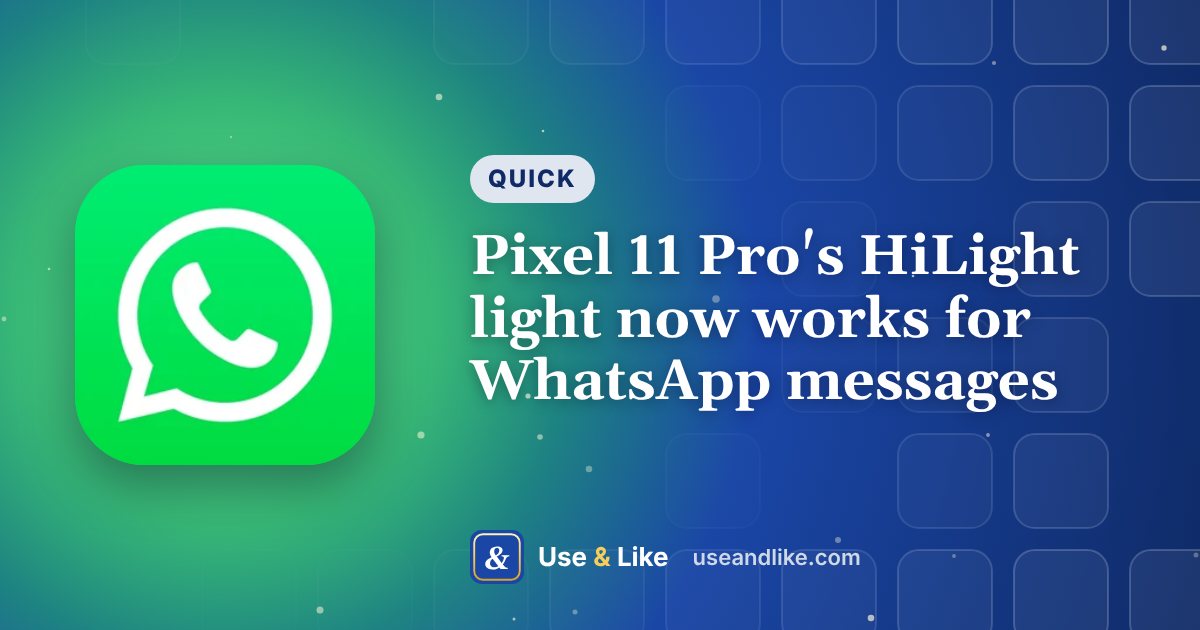 QUICK
Pixel 11 Pro's HiLight
light now works for
WhatsApp messages
& Use & Like useandlike.com